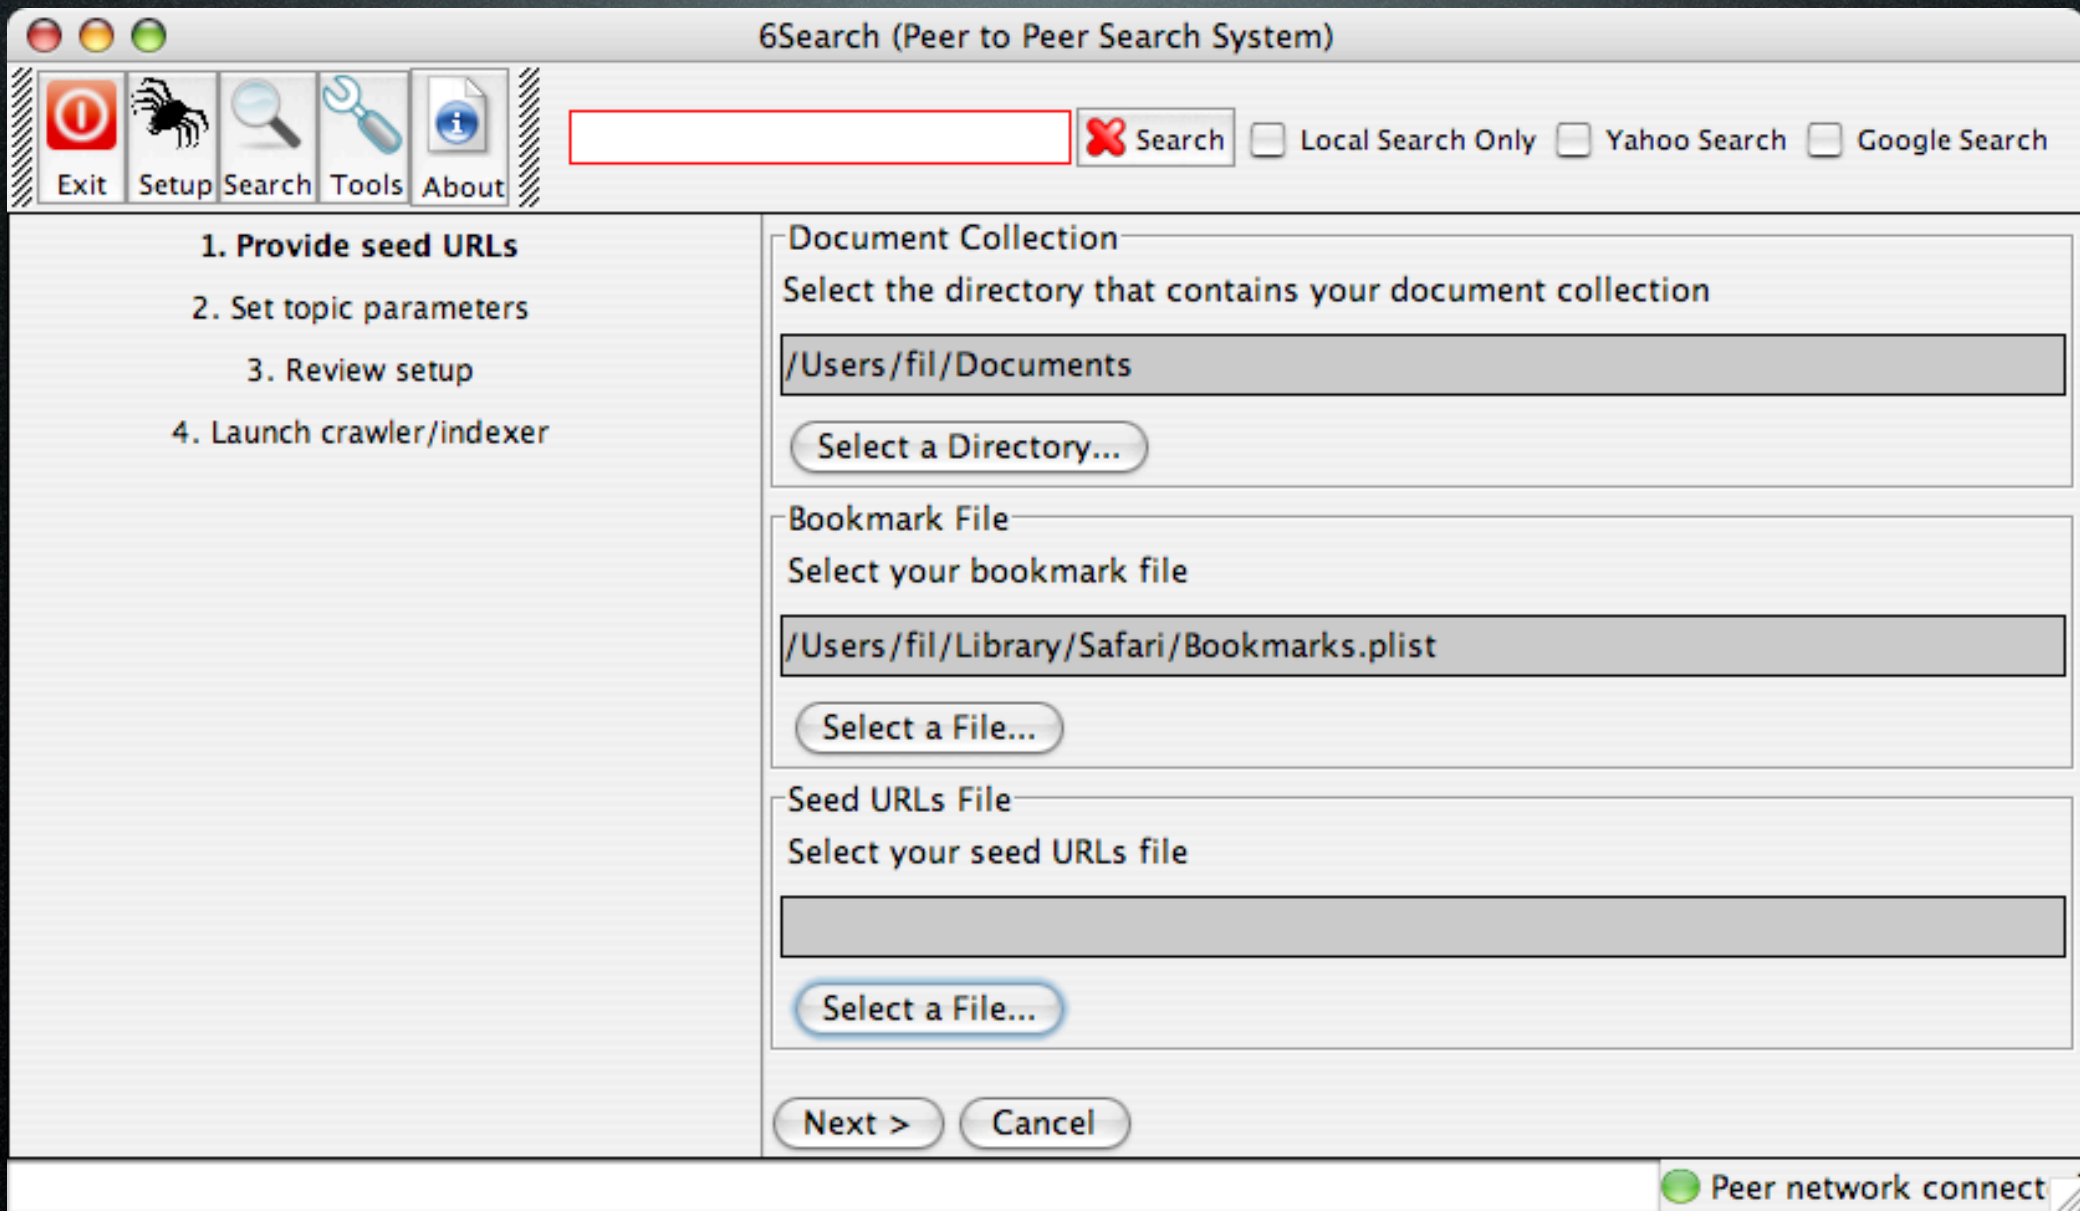 6Search (Peer to Peer Search System)
Exit Setup Search Tools About
Search Local Search Only Yahoo Search Google Search
1. Provide seed URLs
2. Set topic parameters
3. Review setup
4. Launch crawler/indexer
Document Collection
Select the directory that contains your document collection
/Users/fil/Documents
Select a Directory...
Bookmark File
Select your bookmark file
/Users/fil/Library/Safari/Bookmarks.plist
Select a File...
Seed URLs File
Select your seed URLs file
Select a File...
Next > Cancel
Peer network